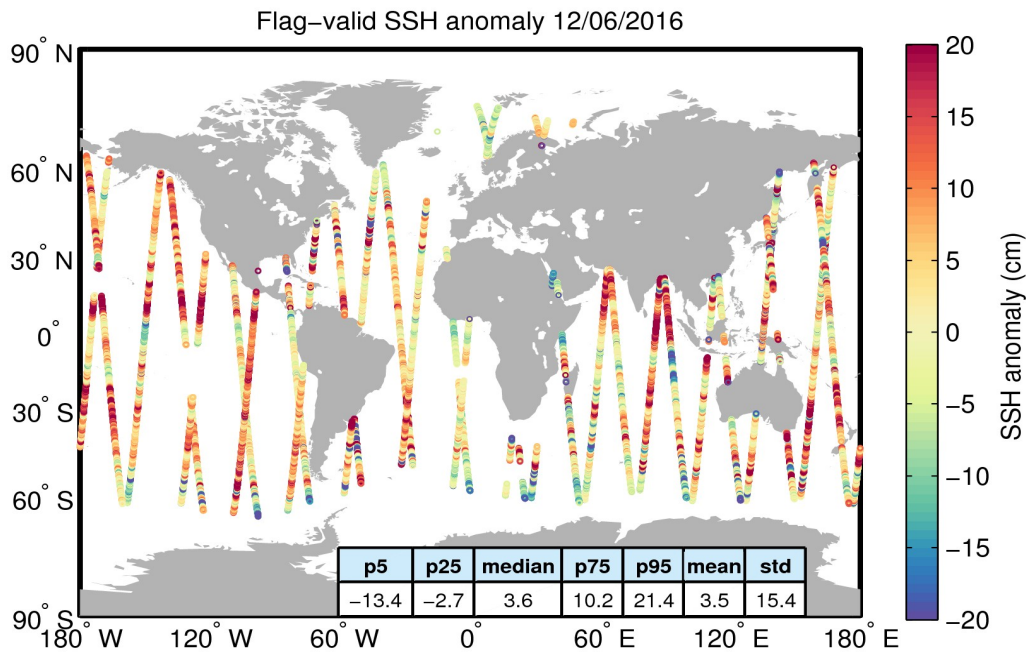 Flag−valid SSH anomaly 12/06/2016
90° N
60° N
30° N
0°
30° S
60° S
90° S
180° W
120° W
60° W
0°
60° E
120° E
180° E
p5 p25 median p75 p95 mean std
−13.4 −2.7 3.6 10.2 21.4 3.5 15.4
20
15
10
5
0
−5
−10
−15
−20
SSH anomaly (cm)